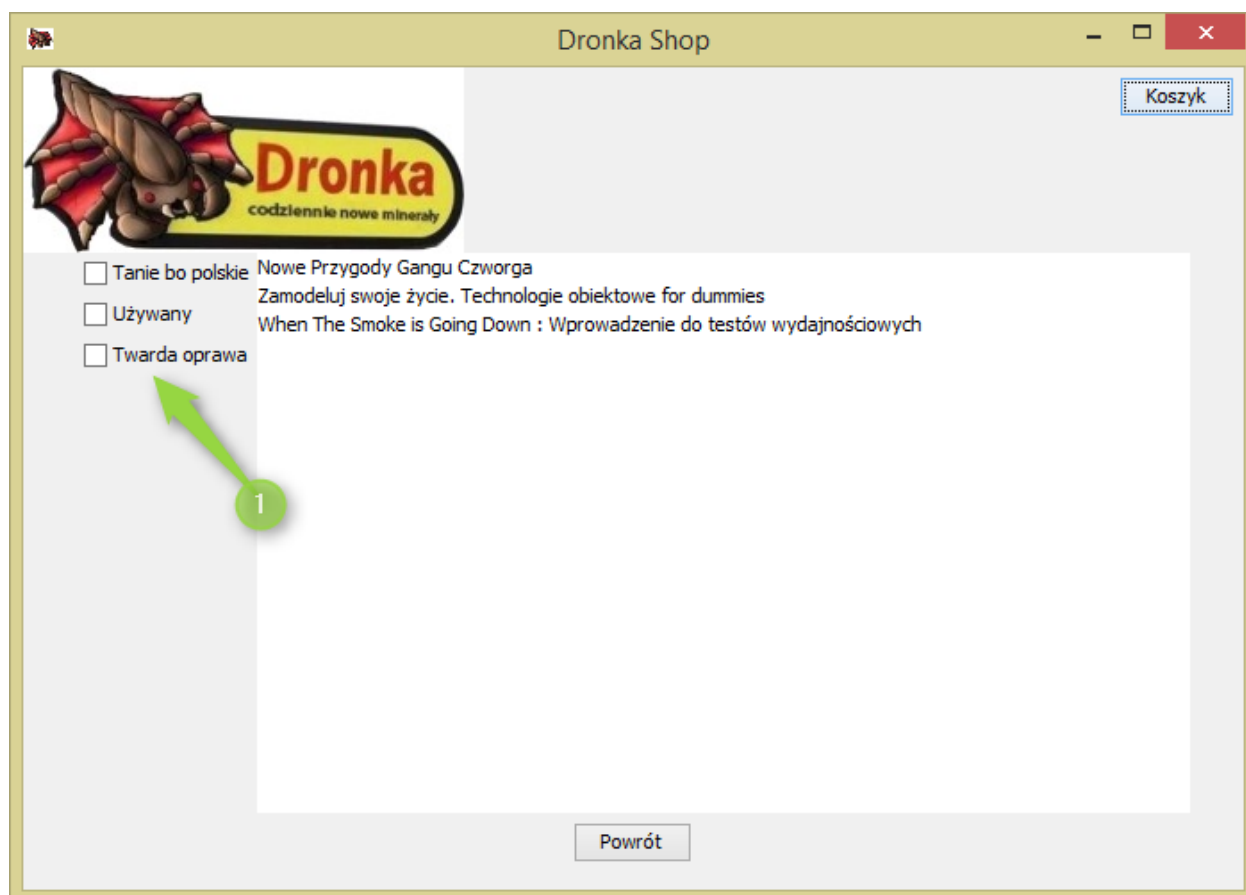 Dronka Shop
Koszyk
Dronka
codziennie nowe minerały
Tanie bo polskie
Używany
Twarda oprawa
Nowe Przygody Gangu Czworga
Zamodeluj swoje życie. Technologie obiektowe for dummies
When The Smoke is Going Down : Wprowadzenie do testów wydajnościowych
1
Powrót